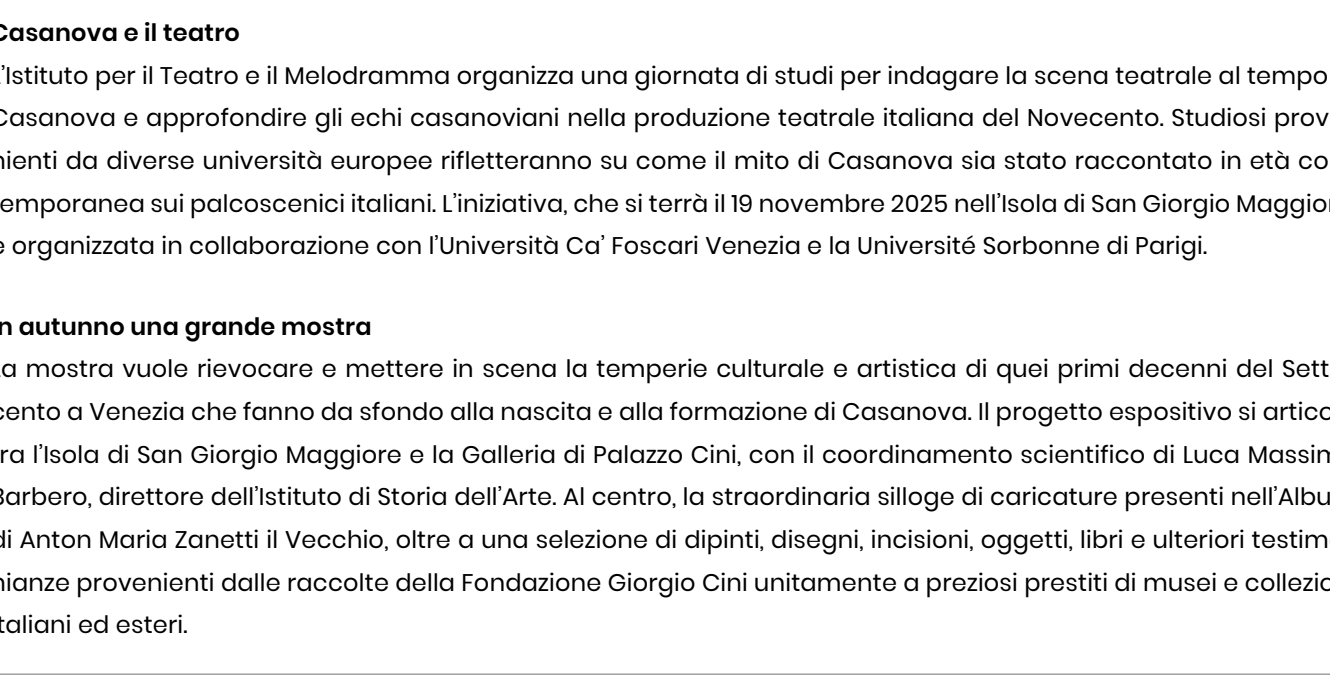 Casanova e il teatro
L'Istituto per il Teatro e il Melodramma organizza una giornata di studi per indagare la scena teatrale al tempo
Casanova e approfondire gli echi casanoviani nella produzione teatrale italiana del Novecento. Studiosi prov
nienti da diverse università europee rifletteranno su come il mito di Casanova sia stato raccontato in età co
temporanea sui palcoscenici italiani. L'iniziativa, che si terrà il 19 novembre 2025 nell'Isola di San Giorgio Maggior
è organizzata in collaborazione con l'Università Ca' Foscari Venezia e la Université Sorbonne di Parigi.
In autunno una grande mostra
La mostra vuole rievocare e mettere in scena la temperie culturale e artistica di quei primi decenni del Sett
cento a Venezia che fanno da sfondo alla nascita e alla formazione di Casanova. Il progetto espositivo si artico
tra l'Isola di San Giorgio Maggiore e la Galleria di Palazzo Cini, con il coordinamento scientifico di Luca Massim
Barbero, direttore dell'Istituto di Storia dell'Arte. Al centro, la straordinaria silloge di caricature presenti nell'Albu
di Anton Maria Zanetti il Vecchio, oltre a una selezione di dipinti, disegni, incisioni, oggetti, libri e ulteriori testim
nianze provenienti dalle raccolte della Fondazione Giorgio Cini unitamente a preziosi prestiti di musei e collezio
italiani ed esteri.